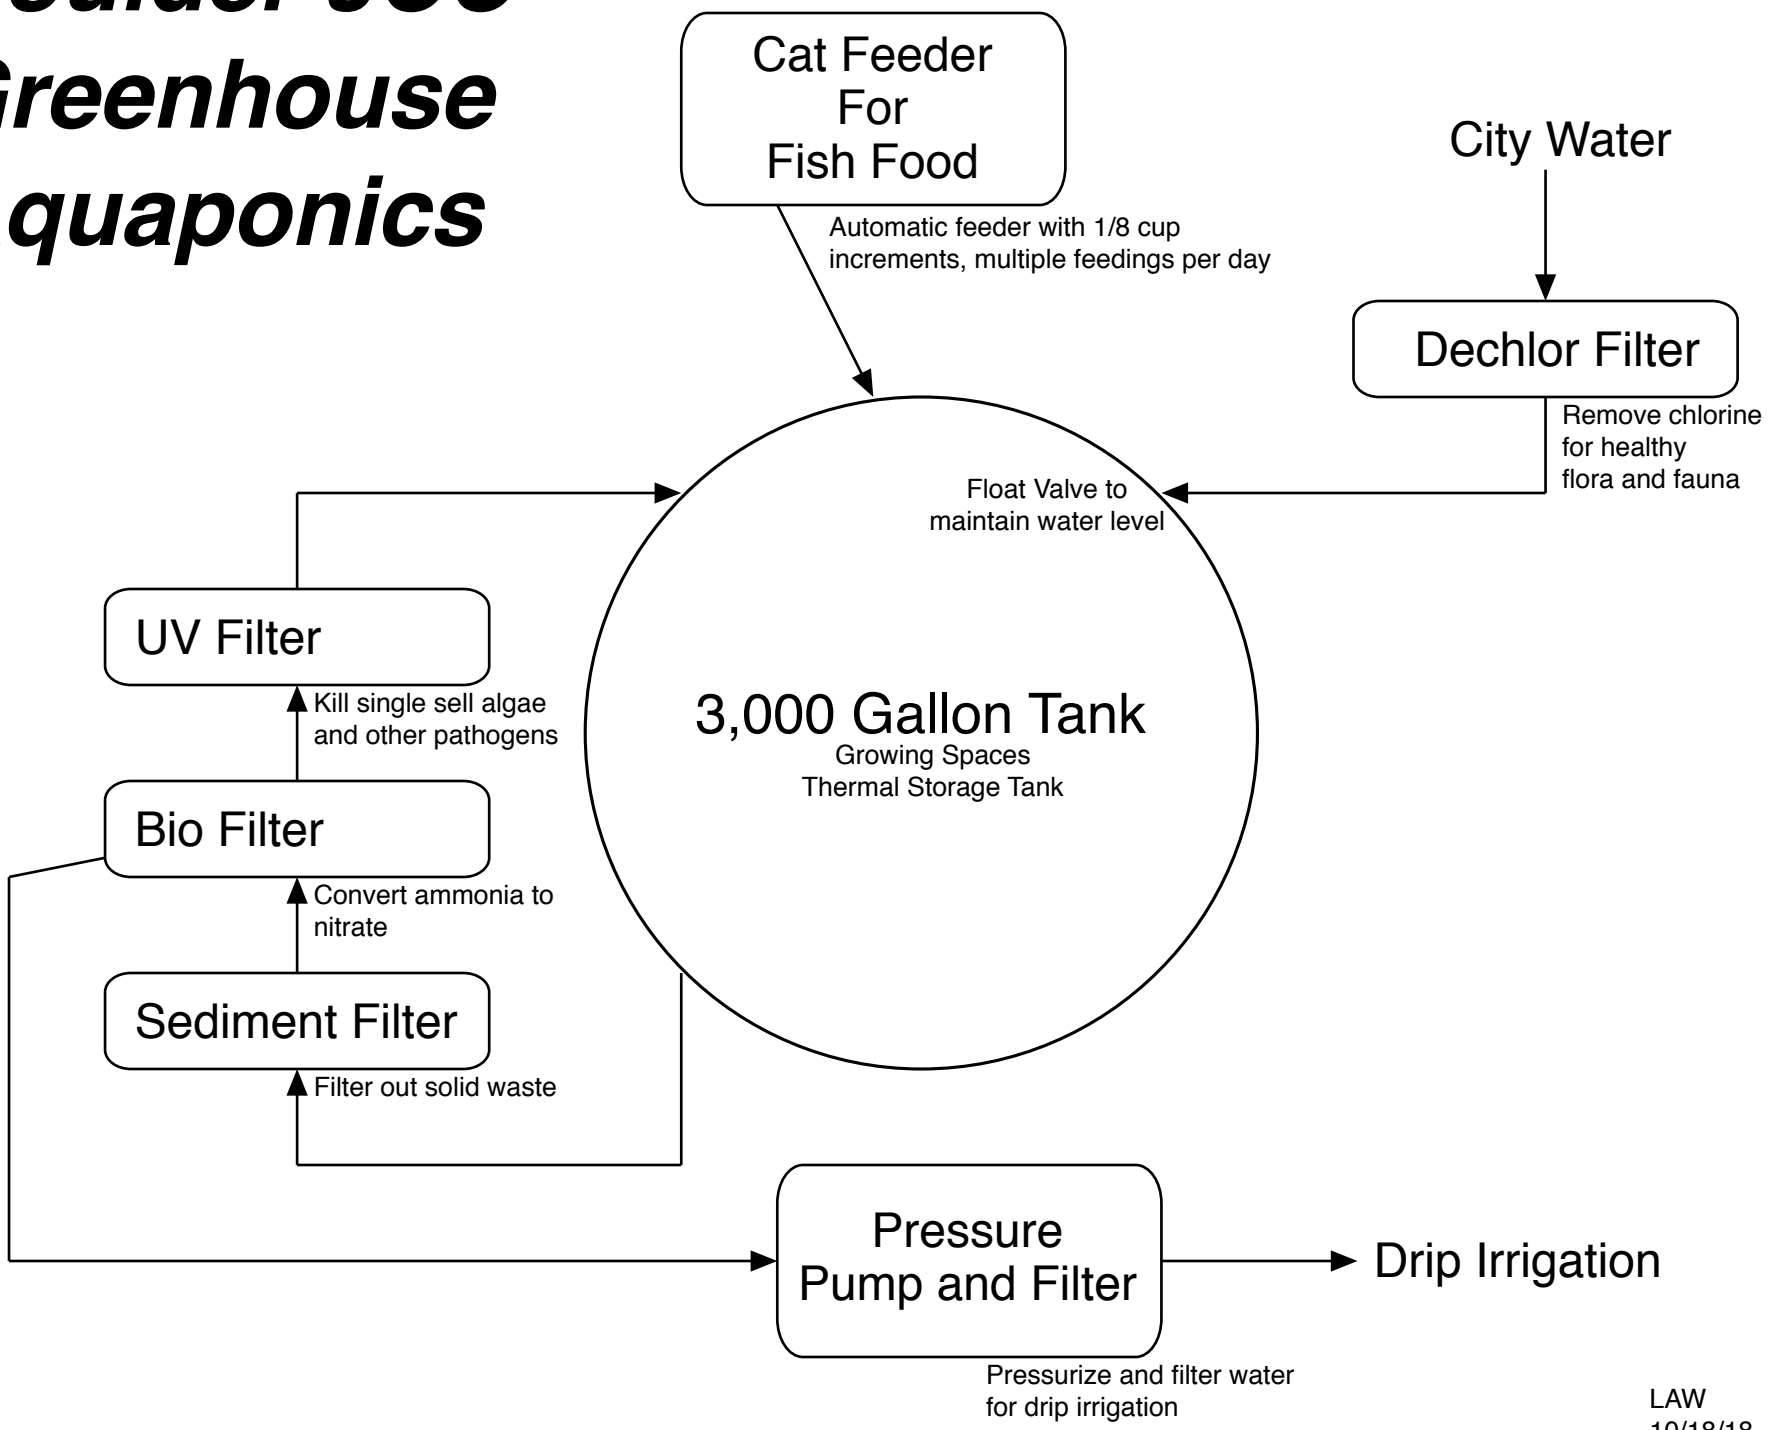 Greenhouse
Aquaponics
Cat Feeder
For
Fish Food
Automatic feeder with 1/8 cup
increments, multiple feedings per day
City Water
Dechlor Filter
Remove chlorine
for healthy
flora and fauna
Float Valve to
maintain water level
UV Filter
Kill single sell algae
and other pathogens
3,000 Gallon Tank
Growing Spaces
Thermal Storage Tank
Bio Filter
Convert ammonia to
nitrate
Sediment Filter
Filter out solid waste
Pressure
Pump and Filter
Drip Irrigation
Pressurize and filter water
for drip irrigation
LAW
10/18/18